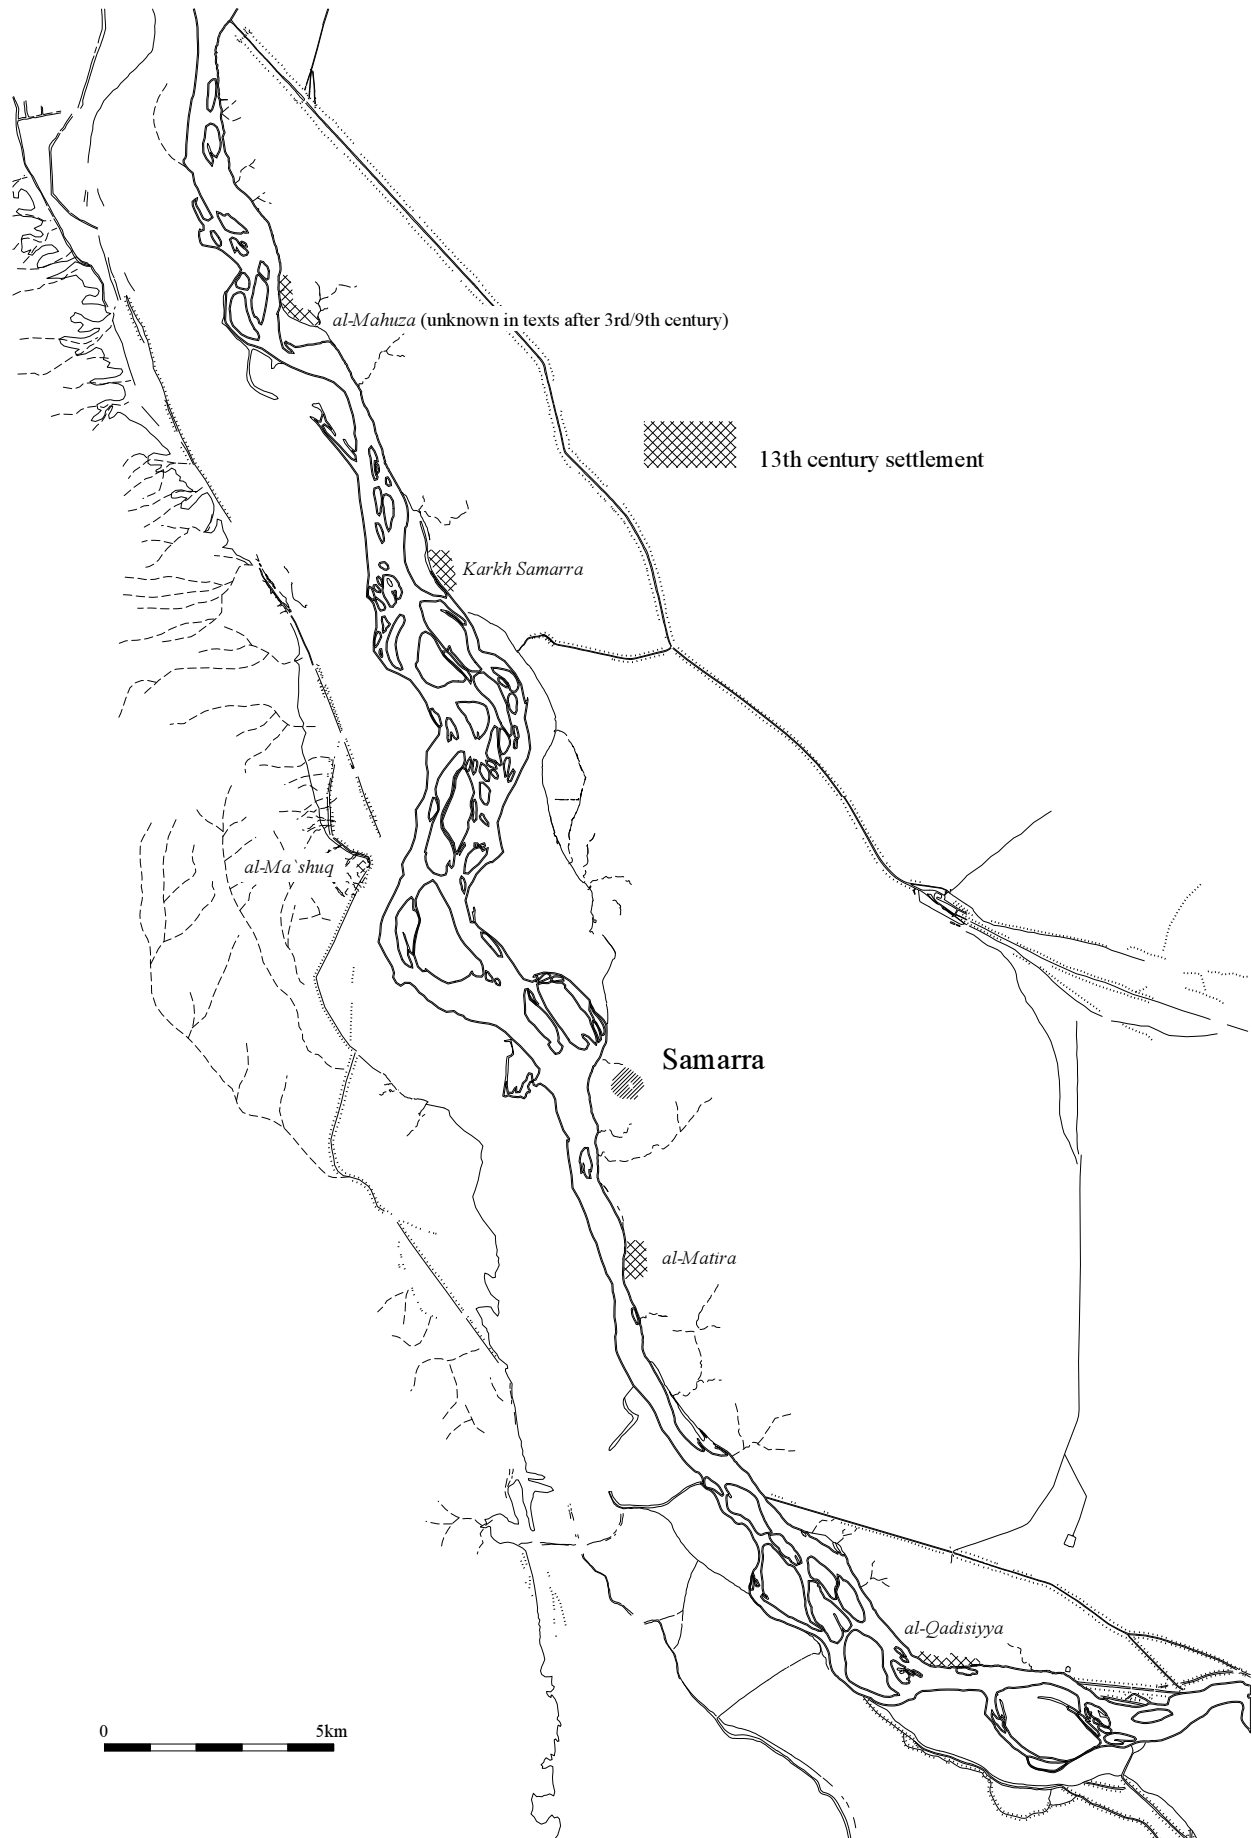 al-Mahuza (unknown in texts after 3rd/9th century)
13th century settlement
Karkh Samarra
al-Ma`shuq
Samarra
al-Matira
al-Qadisiyya
0 5km